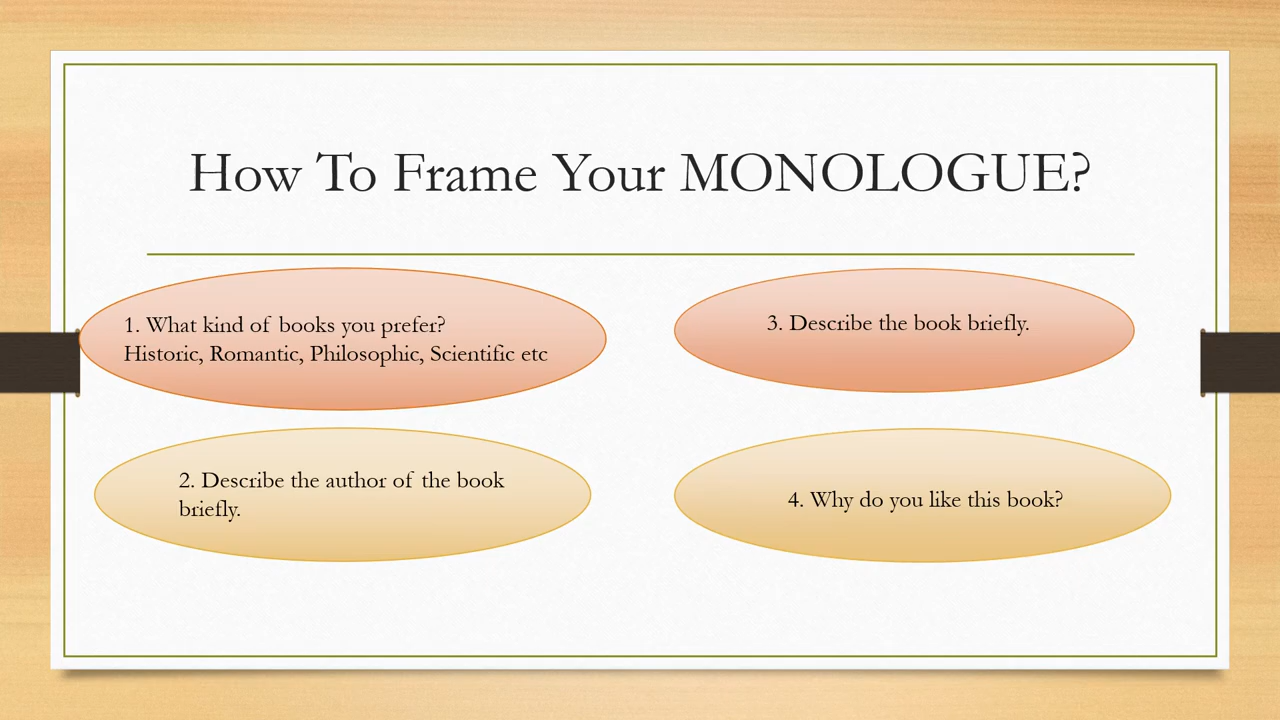 How To Frame Your MONOLOGUE?
1. What kind of books you prefer?
Historic, Romantic, Philosophic, Scientific etc
2. Describe the author of the book
briefly.
3. Describe the book briefly.
4. Why do you like this book?